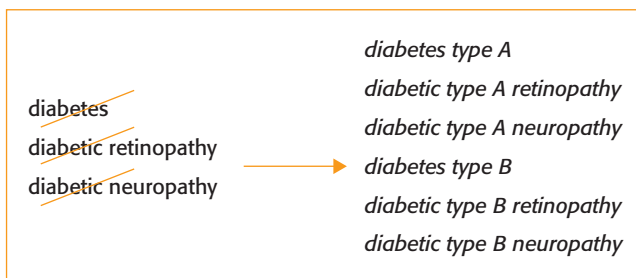 diabetes
diabetic retinopathy
diabetic neuropathy
diabetes type A
diabetic type A retinopathy
diabetic type A neuropathy
diabetes type B
diabetic type B retinopathy
diabetic type B neuropathy